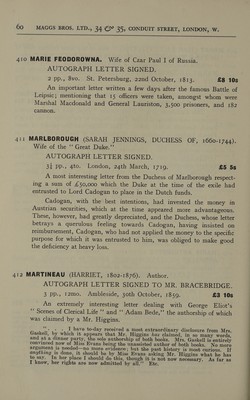 60 MAGGS BROS. LTD., 34 & 35, CONDUIT STREET, LONDON, W.
410 MARIE FEODOROWNA. Wife of Czar Paul I of Russia.
AUTOGRAPH LETTER SIGNED.
2 pp., 8vo. St. Petersburg, 22nd October, 1813. £8 10s
An important letter written a few days after the famous Battle of
Leipsic; mentioning that 15 officers were taken, amongst whom were
Marshal Macdonald and General Lauriston, 3,500 prisoners, and 182
cannon.
411 MARLBOROUGH (SARAH JENNINGS, DUCHESS OF, 1660-1744).
Wife of the "Great Duke."
AUTOGRAPH LETTER SIGNED.
3½ pp., 4to. London, 24th March, 1719. £5 5s
A most interesting letter from the Duchess of Marlborough respect-
ing a sum of £50,000 which the Duke at the time of the exile had
entrusted to Lord Cadogan to place in the Dutch funds.
Cadogan, with the best intentions, had invested the money in
Austrian securities, which at the time appeared more advantageous.
These, however, had greatly depreciated, and the Duchess, whose letter
betrays a querulous feeling towards Cadogan, having insisted on
reimbursement, Cadogan, who had not applied the money to the specific
purpose for which it was entrusted to him, was obliged to make good
the deficiency at heavy loss.
412 MARTINEAU (HARRIET, 1802-1876). Author.
AUTOGRAPH LETTER SIGNED TO MR. BRACEBRIDGE.
3 pp., 12mo. Ambleside, 30th October, 1859. £3 10s
An extremely interesting letter dealing with George Eliot's
"Scenes of Clerical Life" and "Adam Bede," the authorship of which
was claimed by a Mr. Higgins.
". . . I have to-day received a most extraordinary disclosure from Mrs.
Gaskell, by which it appears that Mr. Higgins has claimed, in so many words,
and at a dinner party, the sole authorship of both books. Mrs. Gaskell is entirely
convinced now of Miss Evans being the unassisted author of both books. No more
argument is needed—no more evidence; but the past history is most curious. If
anything is done, it should be by Miss Evans asking Mr. Higgins what he has
to say. In her place I should do this, though it is not now necessary. As far as
I know, her rights are now admitted by all." Etc.